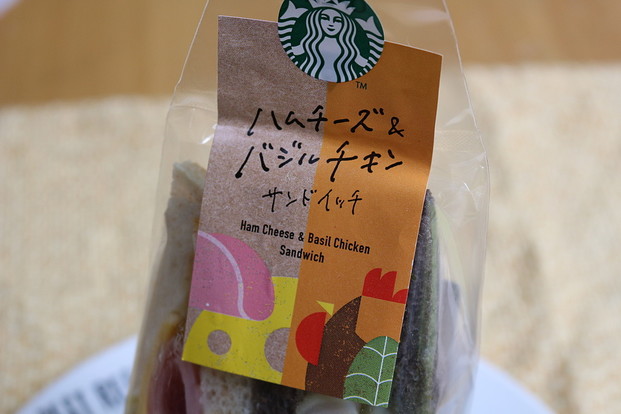 TM
ハムチーズ&
バジルチキン
サンドイッチ
Ham Cheese & Basil Chicken
Sandwich